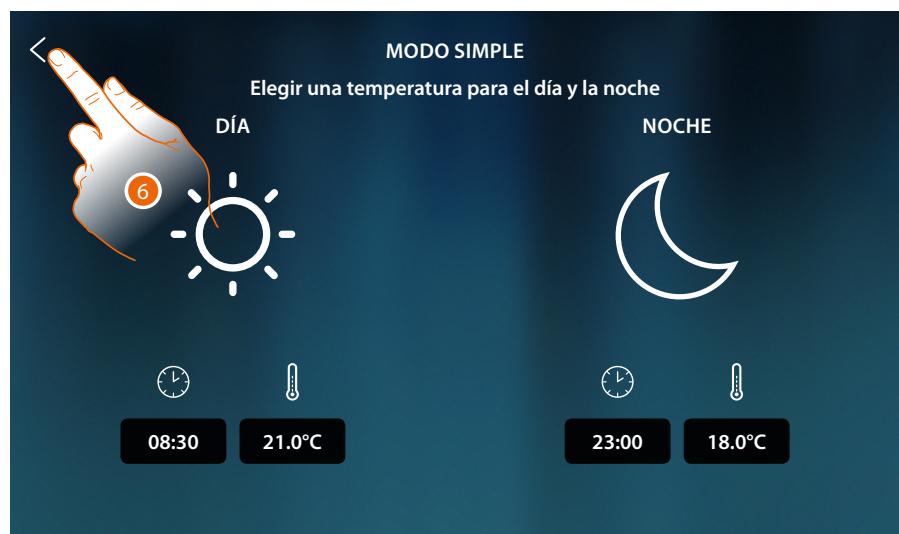 MODO SIMPLE
Elegir una temperatura para el día y la noche
DÍA
NOCHE
6
08:30
21.0°C
23:00
18.0°C